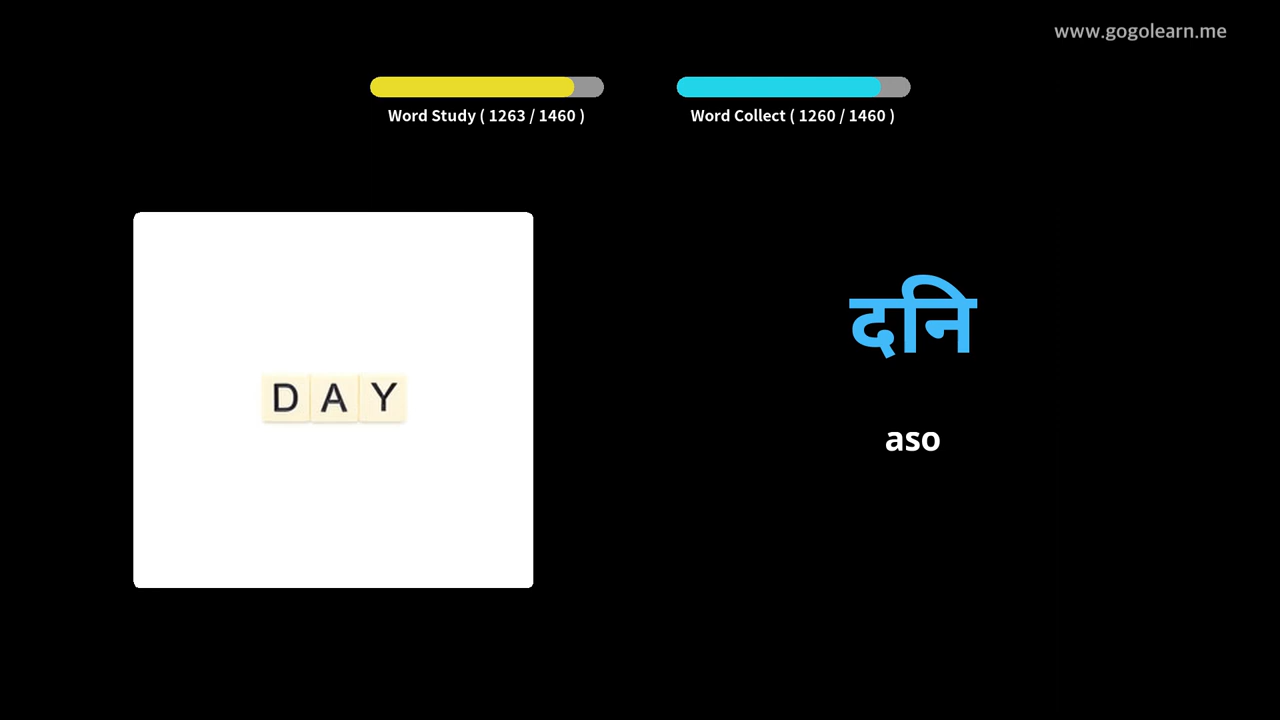 www.gogolearn.me
Word Study ( 1263 / 1460 )
Word Collect ( 1260 / 1460 )
DAY
दनि
aso